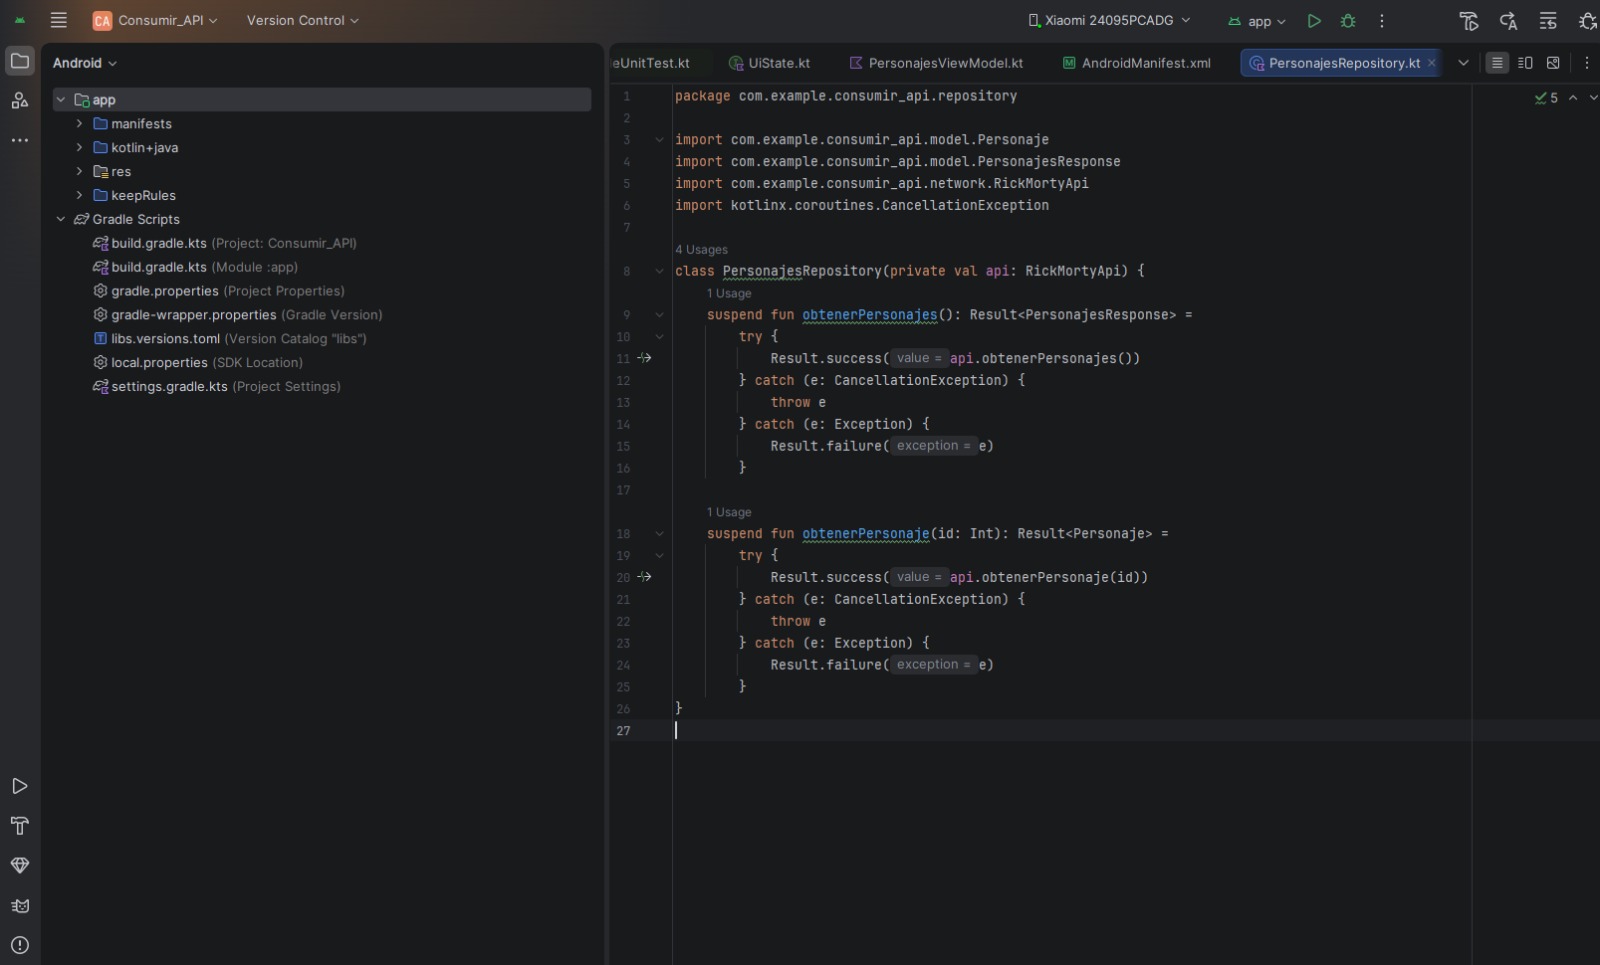 CA Consumir_API Version Control Xiaomi 24095PCADG app
Android
app
manifests
kotlin+java
res
keepRules
Gradle Scripts
build.gradle.kts (Project: Consumir_API)
build.gradle.kts (Module :app)
gradle.properties (Project Properties)
gradle-wrapper.properties (Gradle Version)
libs.versions.toml (Version Catalog "libs")
local.properties (SDK Location)
settings.gradle.kts (Project Settings)
eUnitTest.kt UiState.kt PersonajesViewModel.kt AndroidManifest.xml PersonajesRepository.kt
5
1 package com.example.consumir_api.repository
2
3 import com.example.consumir_api.model.Personaje
4 import com.example.consumir_api.model.PersonajesResponse
5 import com.example.consumir_api.network.RickMortyApi
6 import kotlinx.coroutines.CancellationException
7
4 Usages
8 class PersonajesRepository(private val api: RickMortyApi) {
1 Usage
9 suspend fun obtenerPersonajes(): Result<PersonajesResponse> =
10 try {
11 Result.success( value = api.obtenerPersonajes())
12 } catch (e: CancellationException) {
13 throw e
14 } catch (e: Exception) {
15 Result.failure( exception = e)
16 }
17
1 Usage
18 suspend fun obtenerPersonaje(id: Int): Result<Personaje> =
19 try {
20 Result.success( value = api.obtenerPersonaje(id))
21 } catch (e: CancellationException) {
22 throw e
23 } catch (e: Exception) {
24 Result.failure( exception = e)
25 }
26 }
27